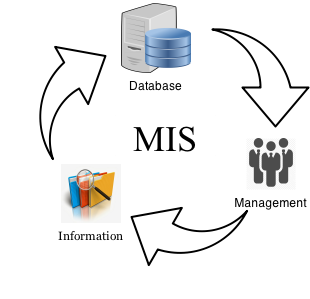 Database
MIS
Management
Information